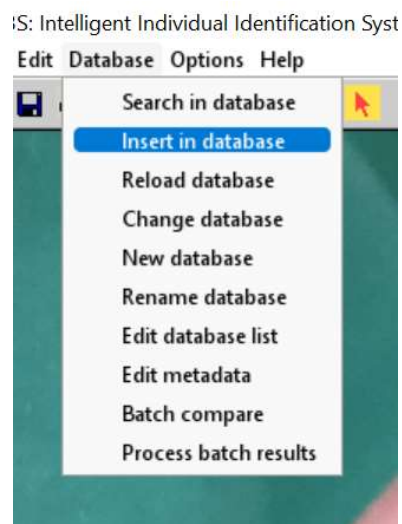 3S: Intelligent Individual Identification Syst
Edit Database Options Help
Search in database
Insert in database
Reload database
Change database
New database
Rename database
Edit database list
Edit metadata
Batch compare
Process batch results